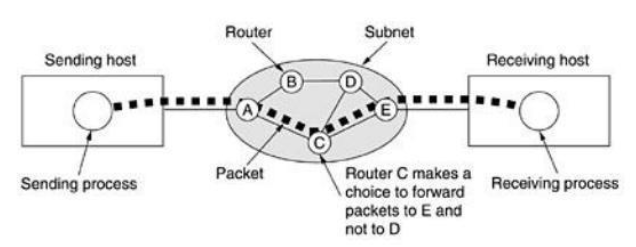 Router
Subnet
Sending host
Receiving host
B
D
A
E
C
Sending process
Packet
Router C makes a
choice to forward
packets to E and
not to D
Receiving process